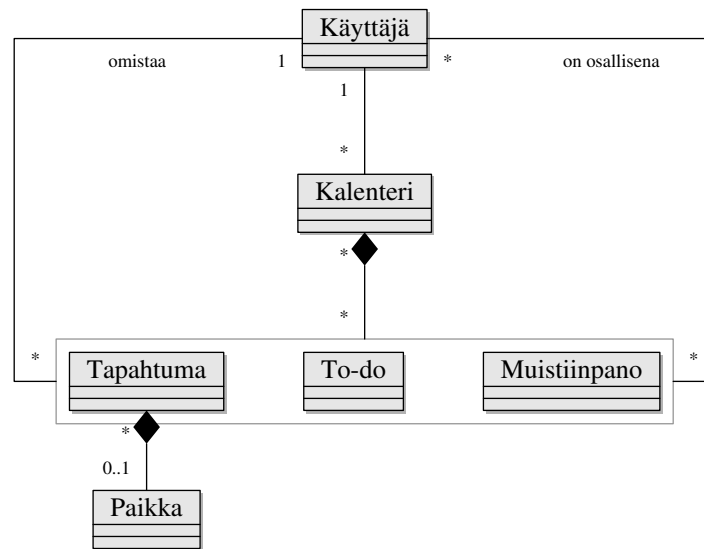 Käyttäjä
omistaa 1 * on osallisena
1
*
Kalenteri
*
*
* *
Tapahtuma To-do Muistiinpano
*
0..1
Paikka